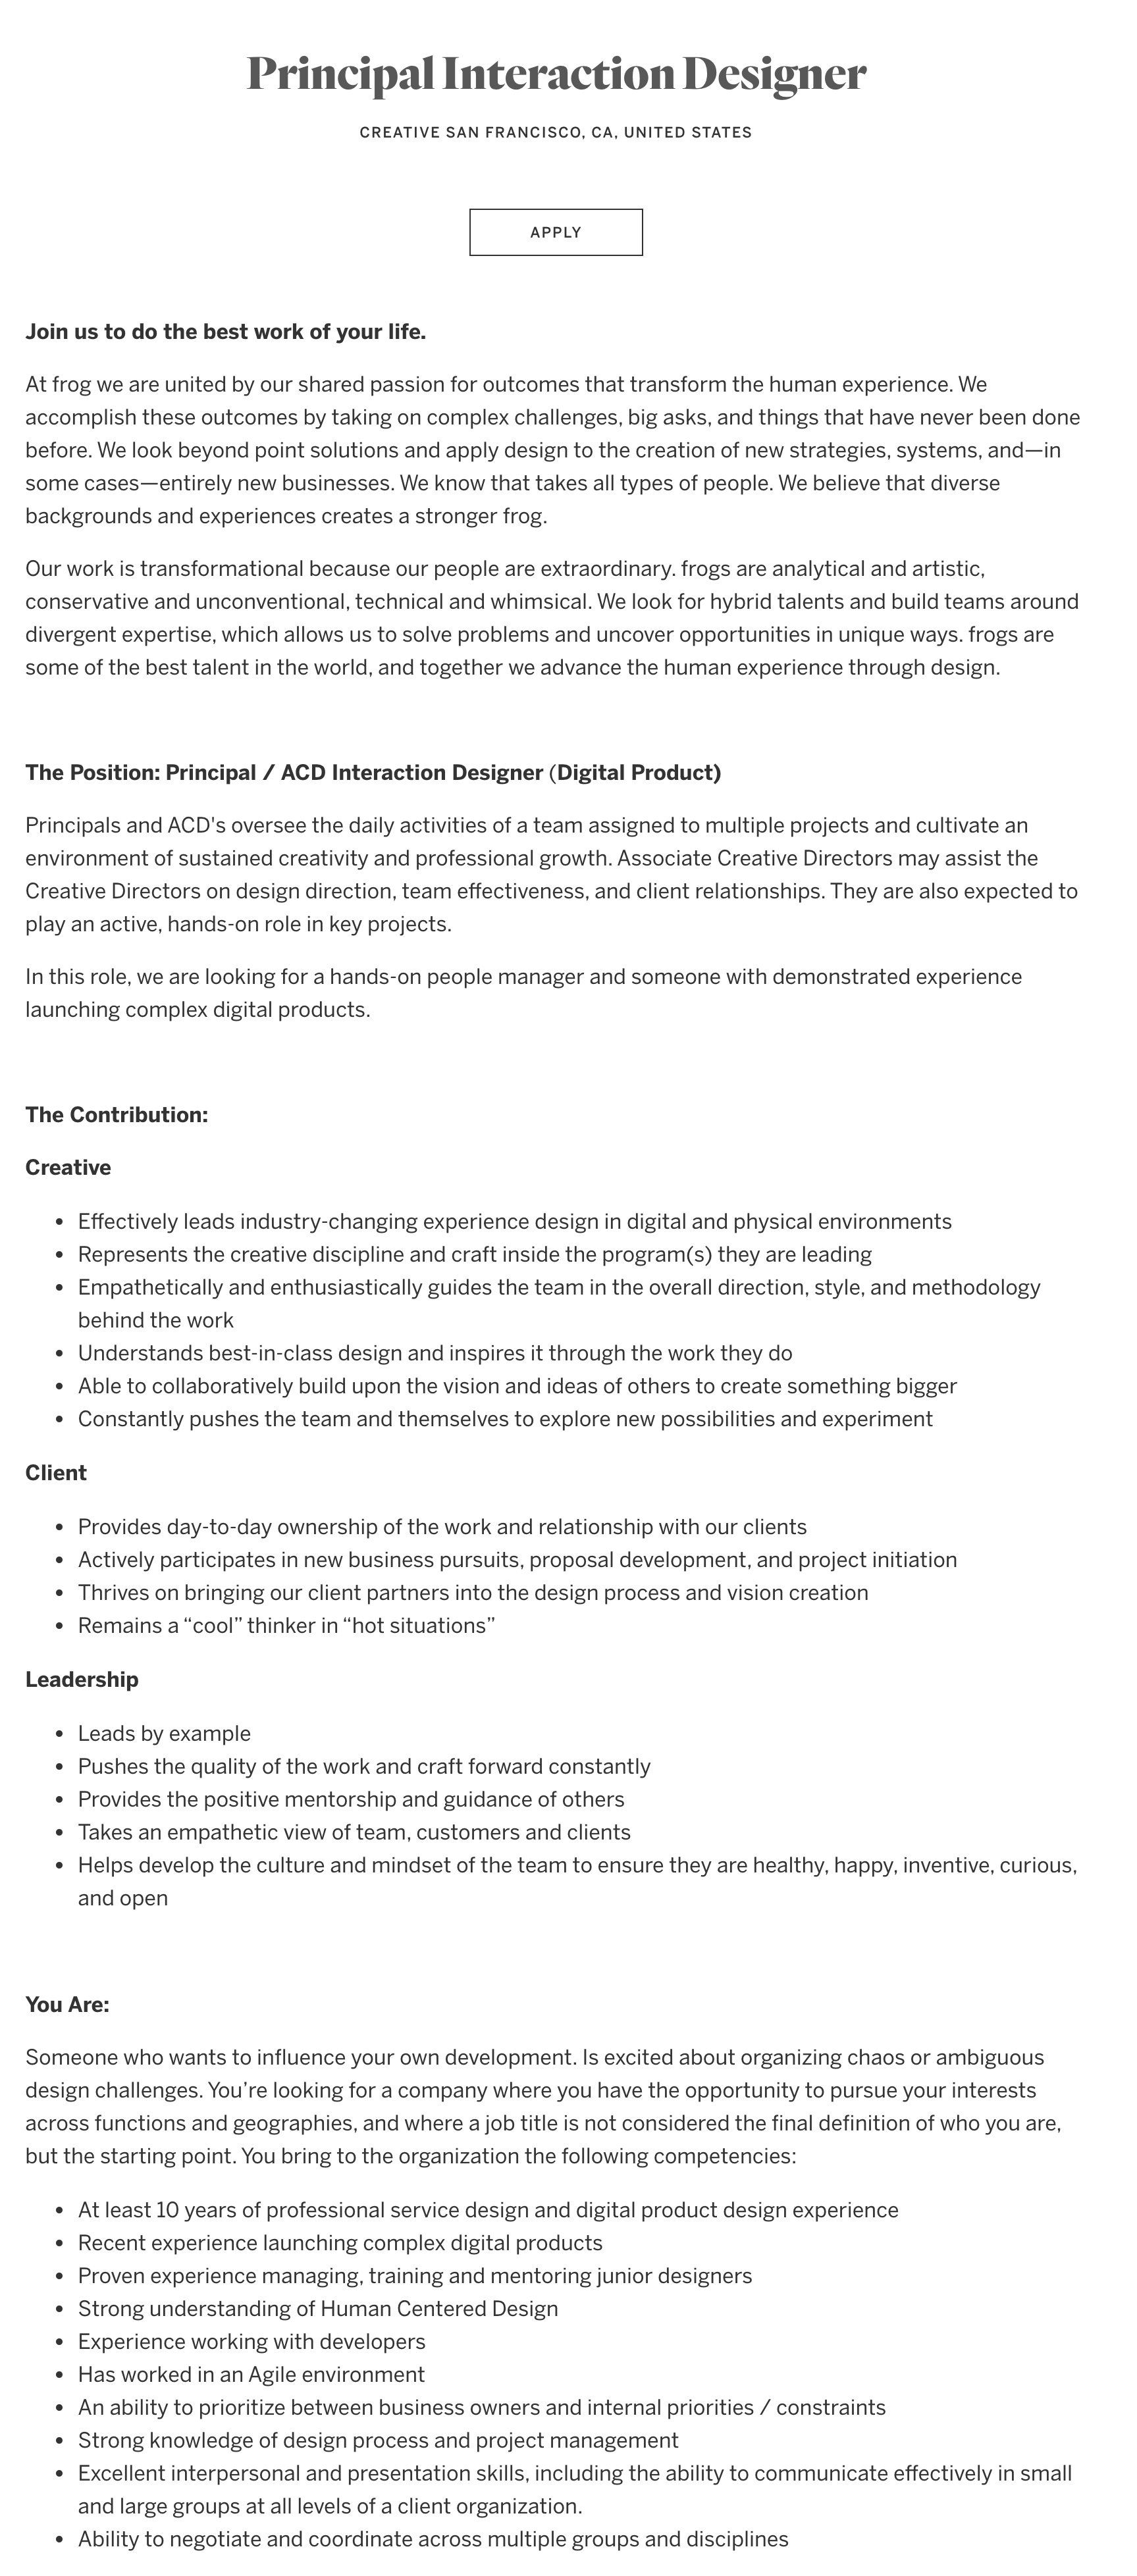 Principal Interaction Designer
CREATIVE SAN FRANCISCO, CA, UNITED STATES
APPLY
Join us to do the best work of your life.
At frog we are united by our shared passion for outcomes that transform the human experience. We
accomplish these outcomes by taking on complex challenges, big asks, and things that have never been done
before. We look beyond point solutions and apply design to the creation of new strategies, systems, and—in
some cases—entirely new businesses. We know that takes all types of people. We believe that diverse
backgrounds and experiences creates a stronger frog.
Our work is transformational because our people are extraordinary. frogs are analytical and artistic,
conservative and unconventional, technical and whimsical. We look for hybrid talents and build teams around
divergent expertise, which allows us to solve problems and uncover opportunities in unique ways. frogs are
some of the best talent in the world, and together we advance the human experience through design.
The Position: Principal / ACD Interaction Designer (Digital Product)
Principals and ACD's oversee the daily activities of a team assigned to multiple projects and cultivate an
environment of sustained creativity and professional growth. Associate Creative Directors may assist the
Creative Directors on design direction, team effectiveness, and client relationships. They are also expected to
play an active, hands-on role in key projects.
In this role, we are looking for a hands-on people manager and someone with demonstrated experience
launching complex digital products.
The Contribution:
Creative
• Effectively leads industry-changing experience design in digital and physical environments
• Represents the creative discipline and craft inside the program(s) they are leading
• Empathetically and enthusiastically guides the team in the overall direction, style, and methodology
behind the work
• Understands best-in-class design and inspires it through the work they do
• Able to collaboratively build upon the vision and ideas of others to create something bigger
• Constantly pushes the team and themselves to explore new possibilities and experiment
Client
• Provides day-to-day ownership of the work and relationship with our clients
• Actively participates in new business pursuits, proposal development, and project initiation
• Thrives on bringing our client partners into the design process and vision creation
• Remains a “cool” thinker in “hot situations”
Leadership
• Leads by example
• Pushes the quality of the work and craft forward constantly
• Provides the positive mentorship and guidance of others
• Takes an empathetic view of team, customers and clients
• Helps develop the culture and mindset of the team to ensure they are healthy, happy, inventive, curious,
and open
You Are:
Someone who wants to influence your own development. Is excited about organizing chaos or ambiguous
design challenges. You’re looking for a company where you have the opportunity to pursue your interests
across functions and geographies, and where a job title is not considered the final definition of who you are,
but the starting point. You bring to the organization the following competencies:
• At least 10 years of professional service design and digital product design experience
• Recent experience launching complex digital products
• Proven experience managing, training and mentoring junior designers
• Strong understanding of Human Centered Design
• Experience working with developers
• Has worked in an Agile environment
• An ability to prioritize between business owners and internal priorities / constraints
• Strong knowledge of design process and project management
• Excellent interpersonal and presentation skills, including the ability to communicate effectively in small
and large groups at all levels of a client organization.
• Ability to negotiate and coordinate across multiple groups and disciplines